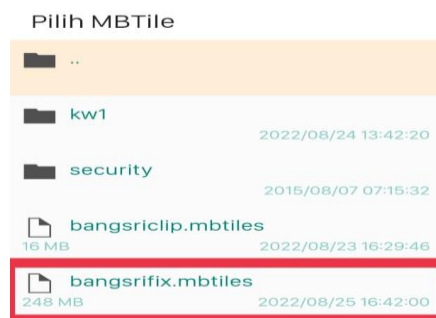 Pilih MBTile
..
kw1
2022/08/24 13:42:20
security
2015/08/07 07:15:32
bangsriclip.mbtiles
16 MB 2022/08/23 16:29:46
bangsrifix.mbtiles
248 MB 2022/08/25 16:42:00